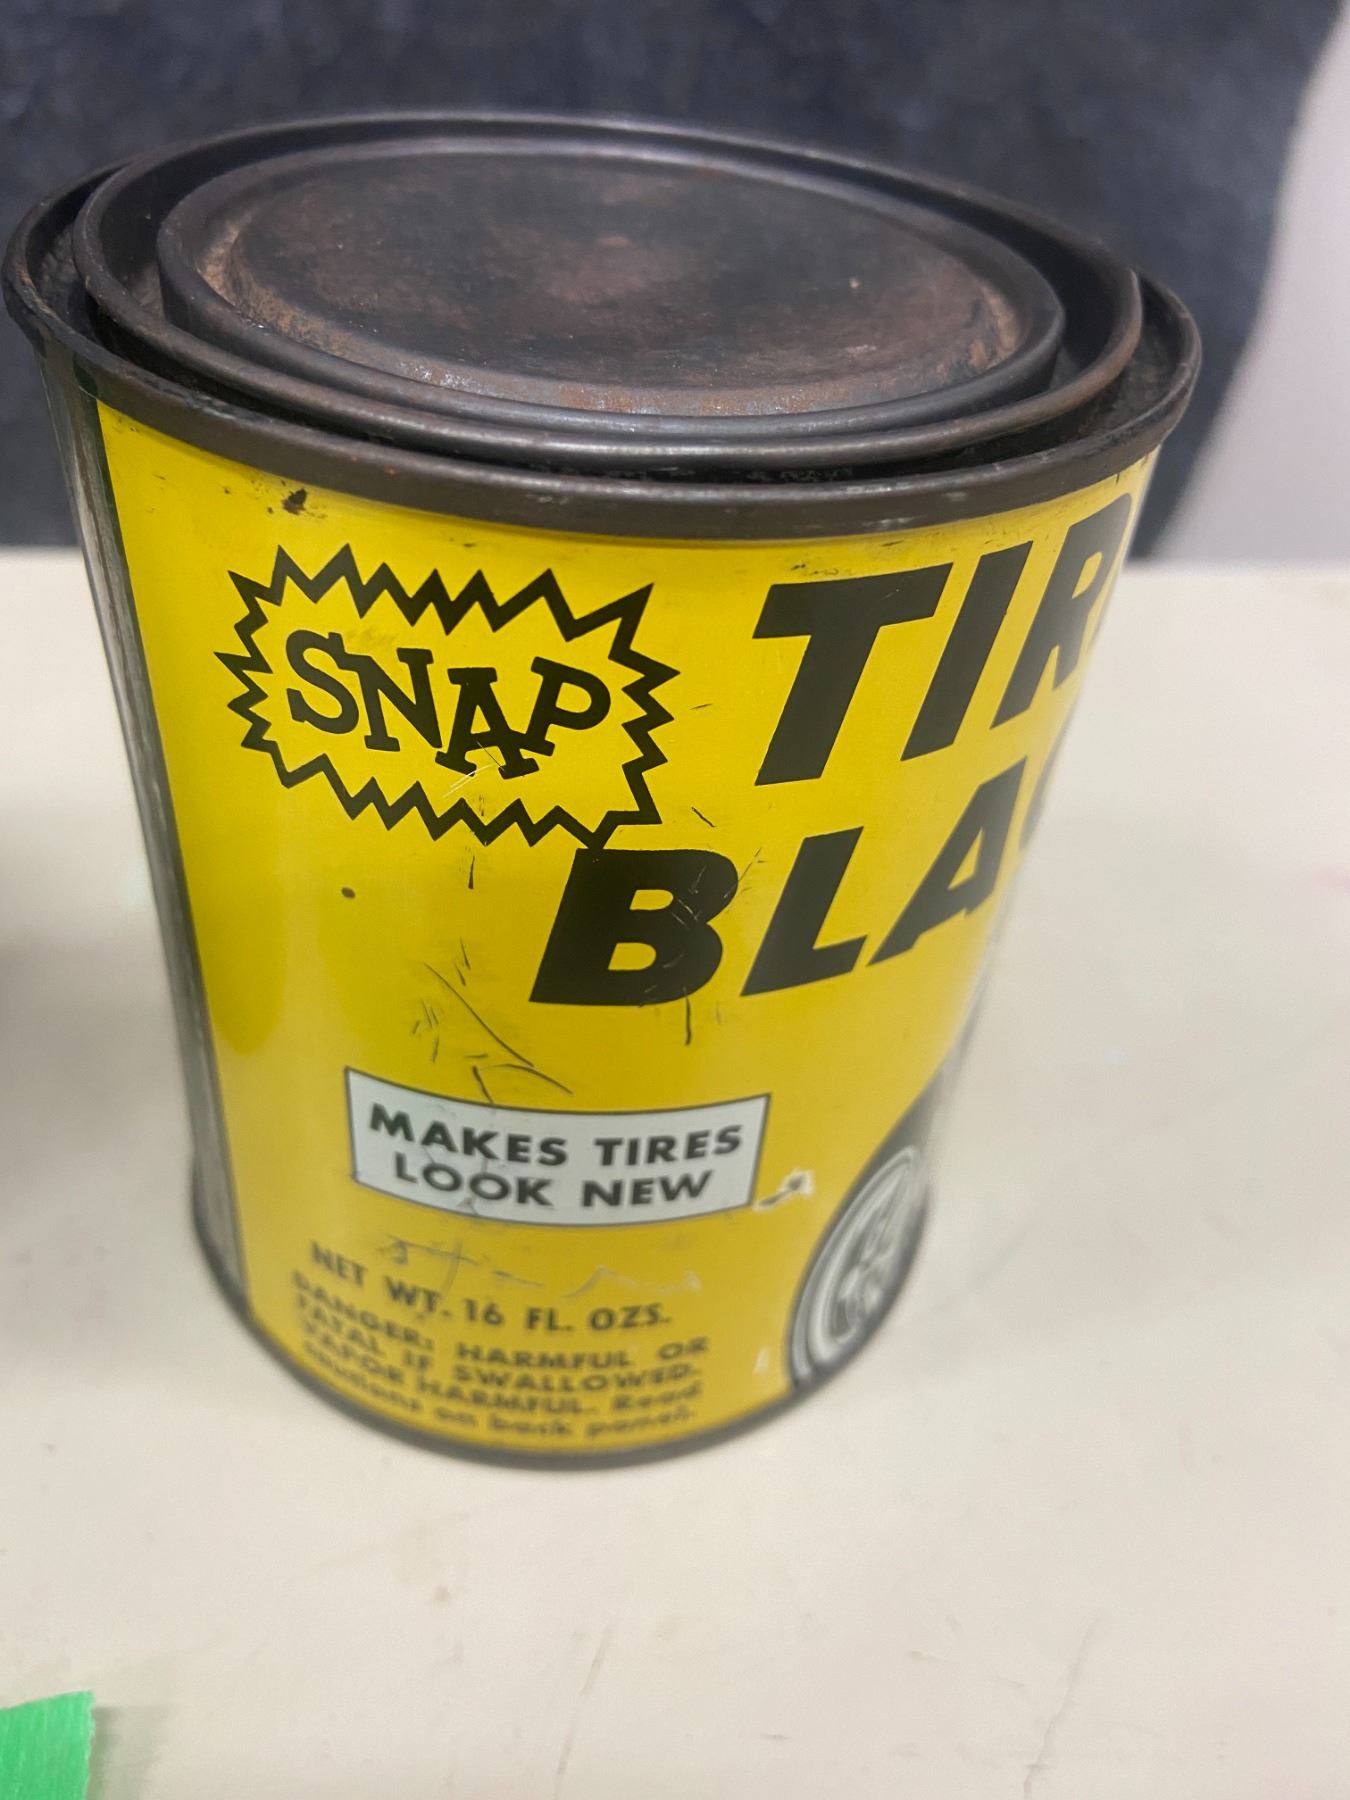 SNAP
TIR
BLA
MAKES TIRES
LOOK NEW
NET WT. 16 FL. OZS.
DANGER: HARMFUL OR
FATAL IF SWALLOWED.
VAPOR HARMFUL. Read
cautions on back panel.